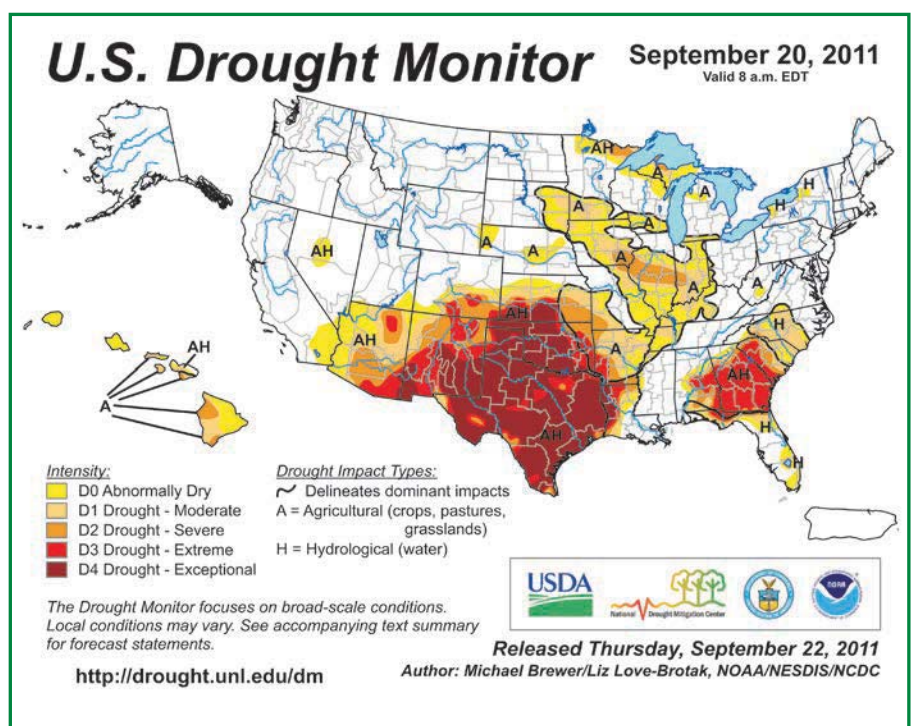 U.S. Drought Monitor
September 20, 2011
Valid 8 a.m. EDT
AH
A
A
H
H
A
AH
A
A
A
A
A
A
AH
AH
A
H
AH
AH
H
H
AH
A
Intensity:
D0 Abnormally Dry
D1 Drought - Moderate
D2 Drought - Severe
D3 Drought - Extreme
D4 Drought - Exceptional
Drought Impact Types:
Delineates dominant impacts
A = Agricultural (crops, pastures,
grasslands)
H = Hydrological (water)
The Drought Monitor focuses on broad-scale conditions.
Local conditions may vary. See accompanying text summary
for forecast statements.
http://drought.unl.edu/dm
USDA
National Drought Mitigation Center
NOAA
Released Thursday, September 22, 2011
Author: Michael Brewer/Liz Love-Brotak, NOAA/NESDIS/NCDC